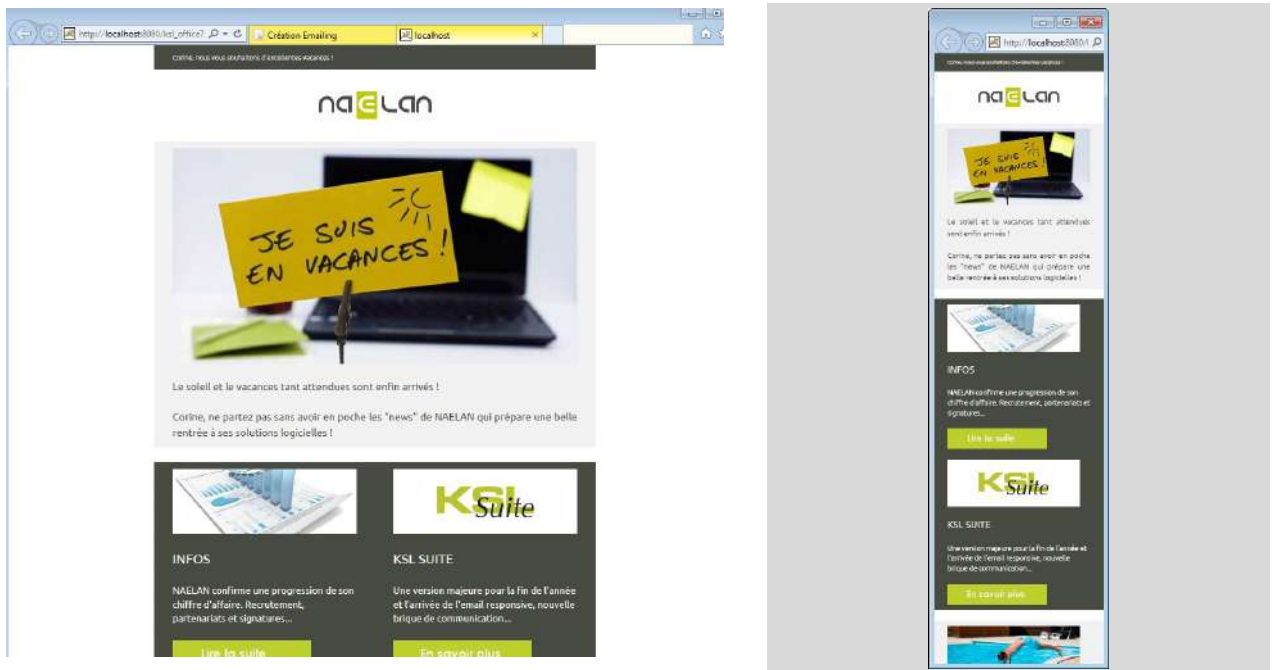 http://localhost:8080/ksl_office7
Création Emailing
localhost
Corine, nous vous souhaitons d'excellentes vacances !
naelan
JE SUIS
EN VACANCES !
Le soleil et le vacances tant attendues sont enfin arrivés !
Corine, ne partez pas sans avoir en poche les "news" de NAELAN qui prépare une belle
rentrée à ses solutions logicielles !
INFOS
NAELAN confirme une progression de son
chiffre d'affaire. Recrutement,
partenariats et signatures...
Lire la suite
KSL Suite
KSL SUITE
Une version majeure pour la fin de l'année
et l'arrivée de l'email responsive, nouvelle
brique de communication...
En savoir plus
http://localhost:8080/
Corine, nous vous souhaitons d'excellentes vacances !
naelan
JE SUIS
EN VACANCES !
Le soleil et le vacances tant attendues
sont enfin arrivés !
Corine, ne partez pas sans avoir en poche
les "news" de NAELAN qui prépare une
belle rentrée à ses solutions logicielles !
INFOS
NAELAN confirme une progression de son
chiffre d'affaire. Recrutement, partenariats et
signatures...
Lire la suite
KSL Suite
KSL SUITE
Une version majeure pour la fin de l'année et
l'arrivée de l'email responsive, nouvelle
brique de communication...
En savoir plus